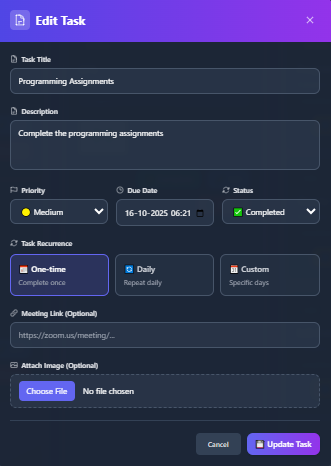 Edit Task
Task Title
Programming Assignments
Description
Complete the programming assignments
Priority
Due Date
Status
Medium
16-10-2025 06:21
Completed
Task Recurrence
One-time
Complete once
Daily
Repeat daily
Custom
Specific days
Meeting Link (Optional)
https://zoom.us/meeting/...
Attach Image (Optional)
Choose File No file chosen
Cancel
Update Task